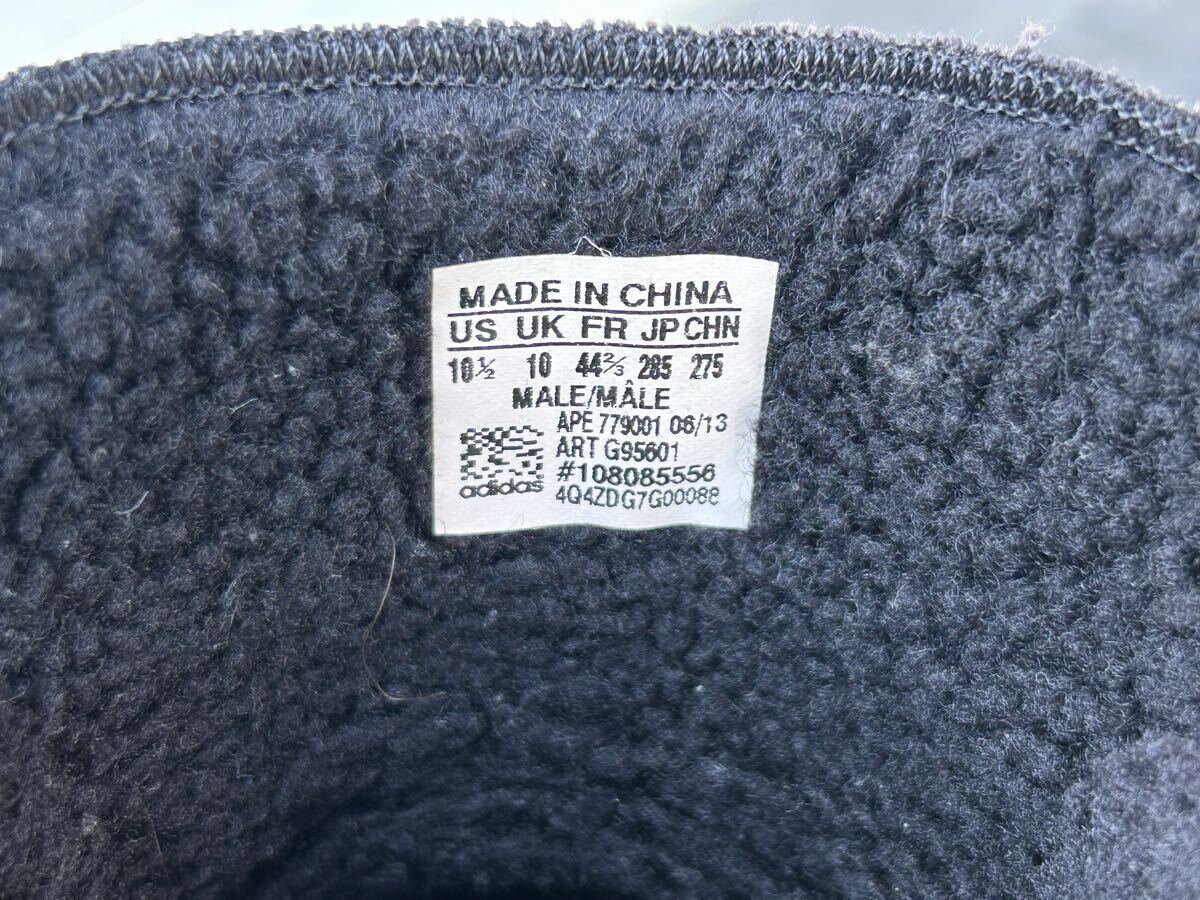 MADE IN CHINA
US UK FR JP CHN
10½ 10 44⅔ 285 275
MALE/MÂLE
APE 779001 06/13
ART G95601
#108085556
4Q4ZDG7G00088
adidas